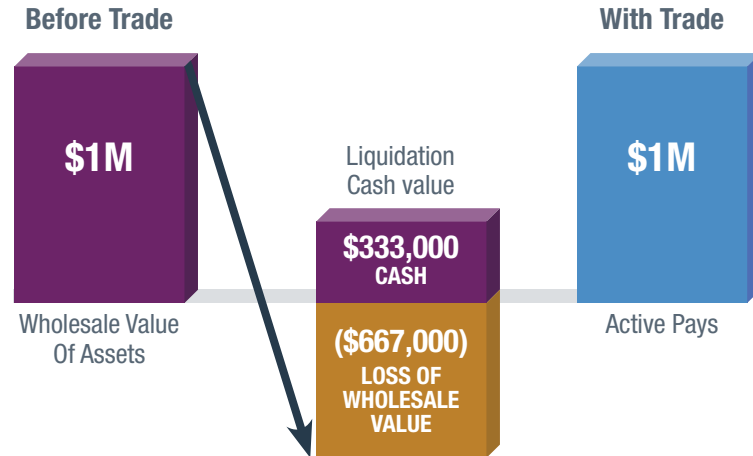 Before Trade
With Trade
$1M
$1M
Liquidation
Cash value
$333,000
CASH
Wholesale Value
Of Assets
Active Pays
($667,000)
LOSS OF
WHOLESALE
VALUE